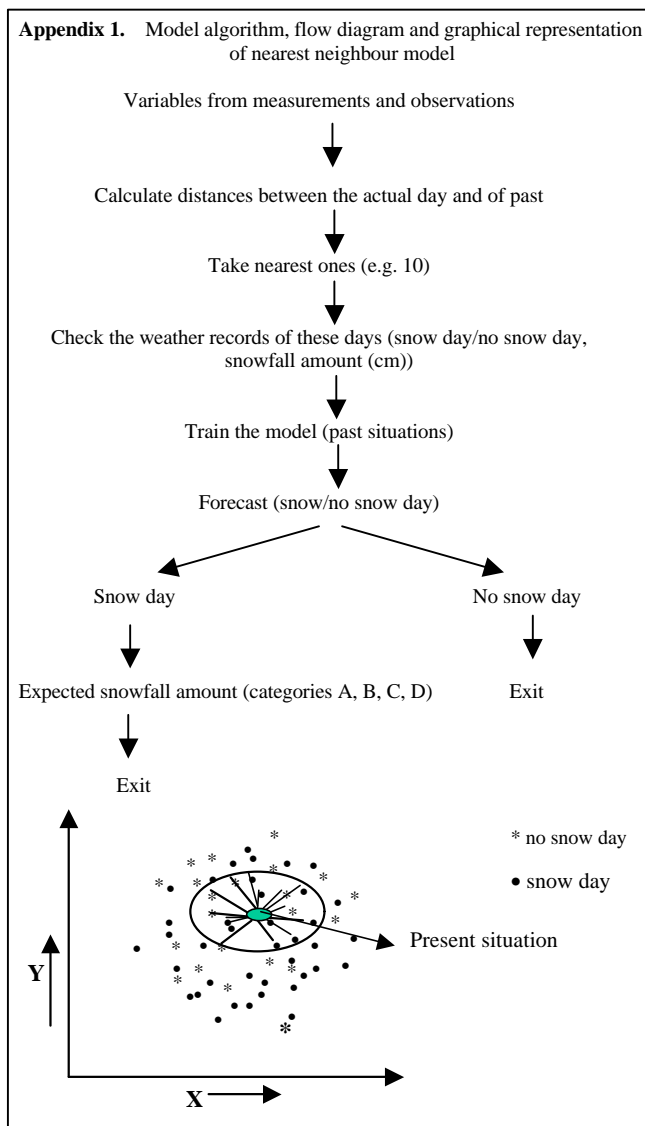 Appendix 1. Model algorithm, flow diagram and graphical representation
of nearest neighbour model
Variables from measurements and observations
Calculate distances between the actual day and of past
Take nearest ones (e.g. 10)
Check the weather records of these days (snow day/no snow day,
snowfall amount (cm))
Train the model (past situations)
Forecast (snow/no snow day)
Snow day
No snow day
Expected snowfall amount (categories A, B, C, D)
Exit
Exit
* no snow day
• snow day
Present situation
Y
X